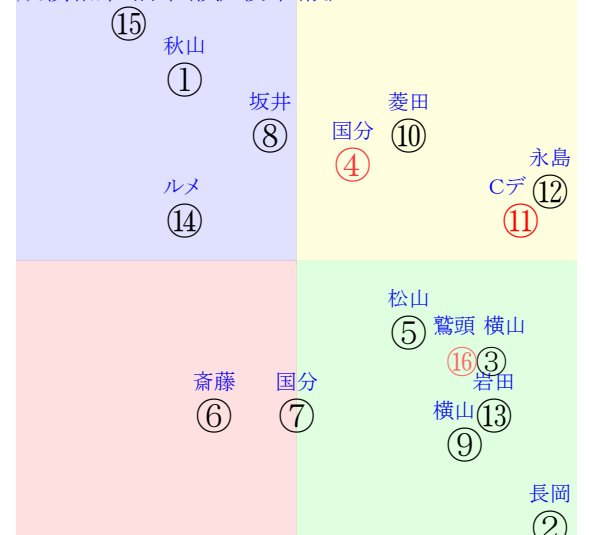 ⑮
秋山
①
坂井
⑧
菱田
⑩
国分
④
永島
⑫
Cデ
⑪
ルメ
⑭
松山
⑤
鷲頭
⑯
横山
③
岩田
⑬
斎藤
⑥
国分
⑦
横山
⑨
長岡
②